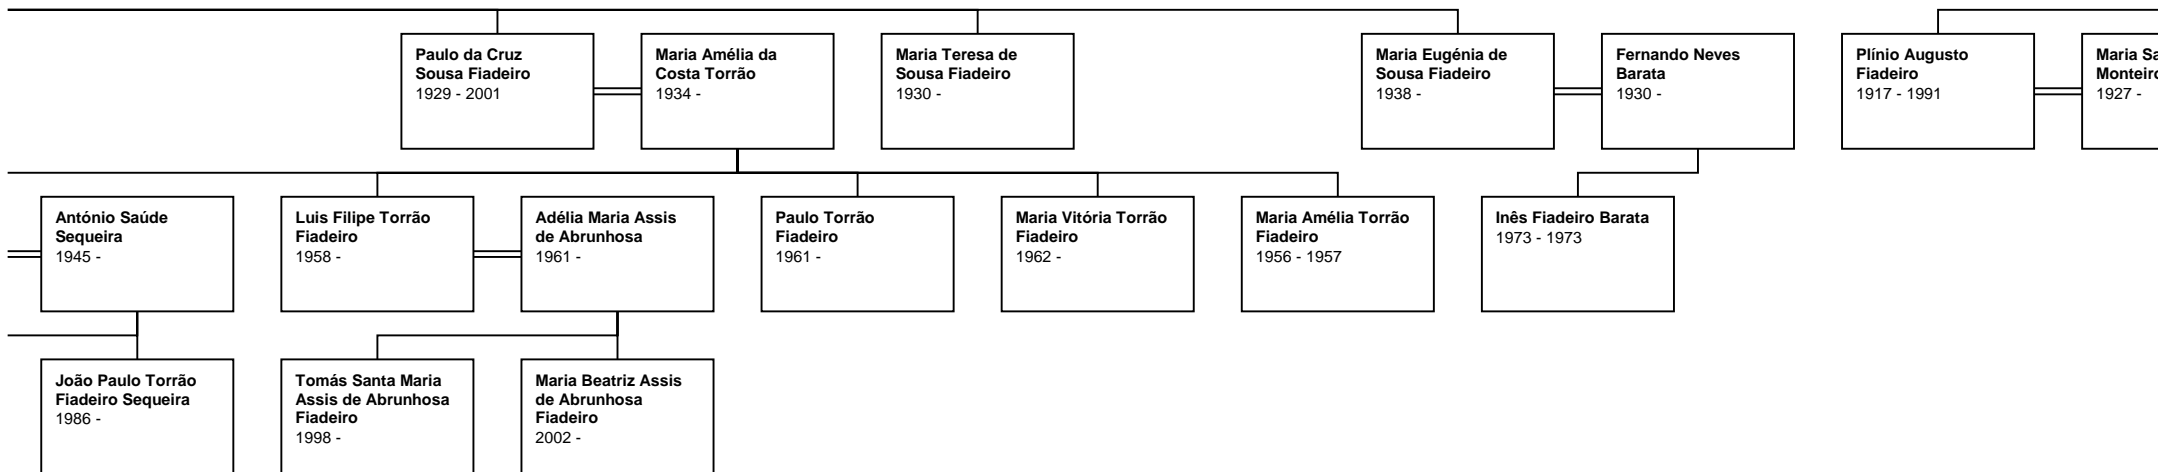 Paulo da Cruz
Sousa Fiadeiro
1929 - 2001
Maria Amélia da
Costa Torrão
1934 -
Maria Teresa de
Sousa Fiadeiro
1930 -
Maria Eugénia de
Sousa Fiadeiro
1938 -
Fernando Neves
Barata
1930 -
Plínio Augusto
Fiadeiro
1917 - 1991
Maria
1927 -
António Saúde
Sequeira
1945 -
Luis Filipe Torrão
Fiadeiro
1958 -
Adélia Maria Assis
de Abrunhosa
1961 -
Paulo Torrão
Fiadeiro
1961 -
Maria Vitória Torrão
Fiadeiro
1962 -
Maria Amélia Torrão
Fiadeiro
1956 - 1957
Inês Fiadeiro Barata
1973 - 1973
João Paulo Torrão
Fiadeiro Sequeira
1986 -
Tomás Santa Maria
Assis de Abrunhosa
Fiadeiro
1998 -
Maria Beatriz Assis
de Abrunhosa
Fiadeiro
2002 -